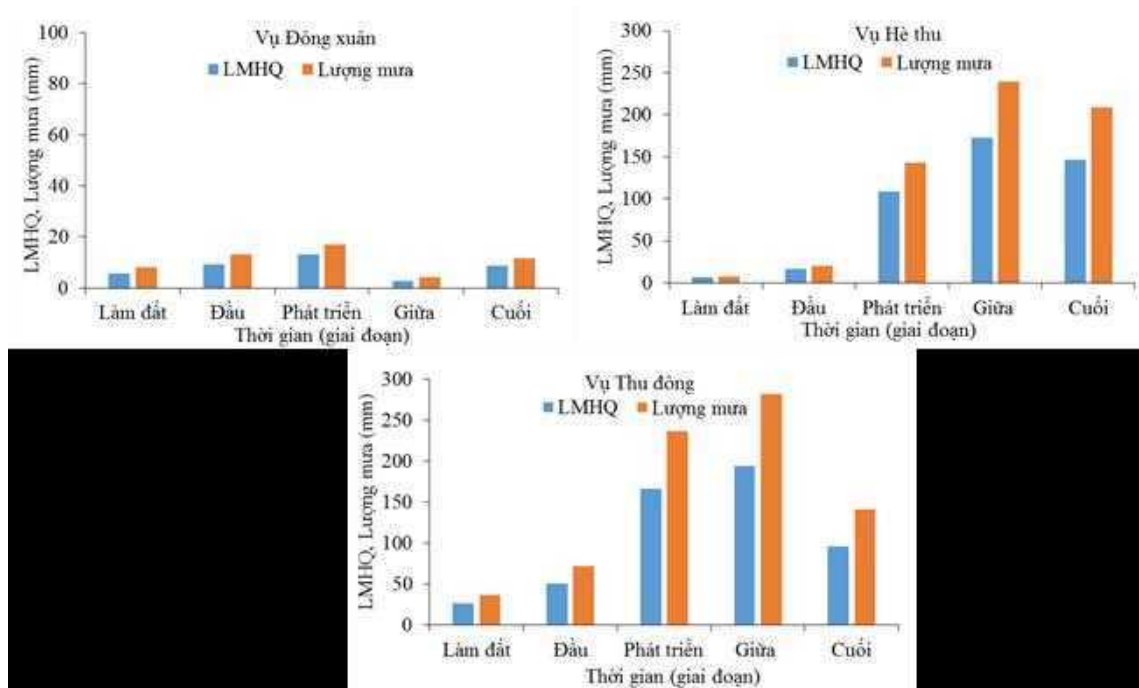 Vụ Đông xuân
LMHQ Lượng mưa
LMHQ, Lượng mưa (mm)
100
80
60
40
20
0
Làm đất Đầu Phát triển Giữa Cuối
Thời gian (giai đoạn)
Vụ Hè thu
LMHQ Lượng mưa
LMHQ, Lượng mưa (mm)
300
250
200
150
100
50
0
Làm đất Đầu Phát triển Giữa Cuối
Thời gian (giai đoạn)
Vụ Thu đông
LMHQ Lượng mưa
LMHQ, Lượng mưa (mm)
300
250
200
150
100
50
0
Làm đất Đầu Phát triển Giữa Cuối
Thời gian (giai đoạn)